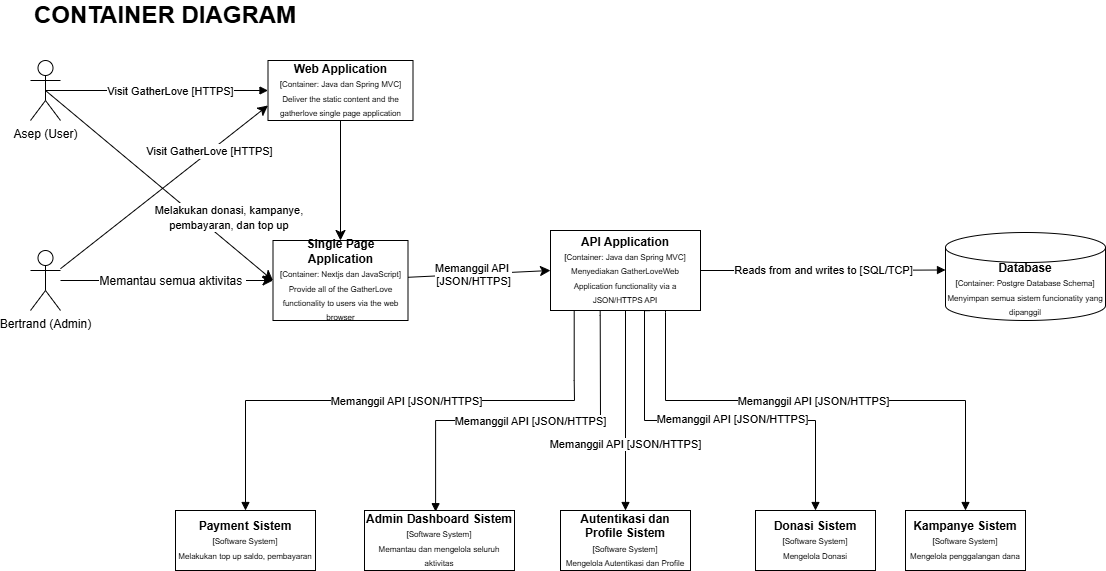 CONTAINER DIAGRAM
Asep (User)
Visit GatherLove [HTTPS]
Web Application
[Container: Java dan Spring MVC]
Deliver the static content and the
gatherlove single page application
Visit GatherLove [HTTPS]
Melakukan donasi, kampanye,
pembayaran, dan top up
Bertrand (Admin)
Memantau semua aktivitas
Single Page
Application
[Container: Nextjs dan JavaScript]
Provide all of the GatherLove
functionality to users via the web
browser
Memanggil API
[JSON/HTTPS]
API Application
[Container: Java dan Spring MVC]
Menyediakan GatherLoveWeb
Application functionality via a
JSON/HTTPS API
Reads from and writes to [SQL/TCP]
Database
[Container: Postgre Database Schema]
Menyimpan semua sistem funcionatity yang
dipanggil
Memanggil API [JSON/HTTPS]
Memanggil API [JSON/HTTPS]
Memanggil API [JSON/HTTPS]
Memanggil API [JSON/HTTPS]
Memanggil API [JSON/HTTPS]
Payment Sistem
[Software System]
Melakukan top up saldo, pembayaran
Admin Dashboard Sistem
[Software System]
Memantau dan mengelola seluruh
aktivitas
Autentikasi dan
Profile Sistem
[Software System]
Mengelola Autentikasi dan Profile
Donasi Sistem
[Software System]
Mengelola Donasi
Kampanye Sistem
[Software System]
Mengelola penggalangan dana